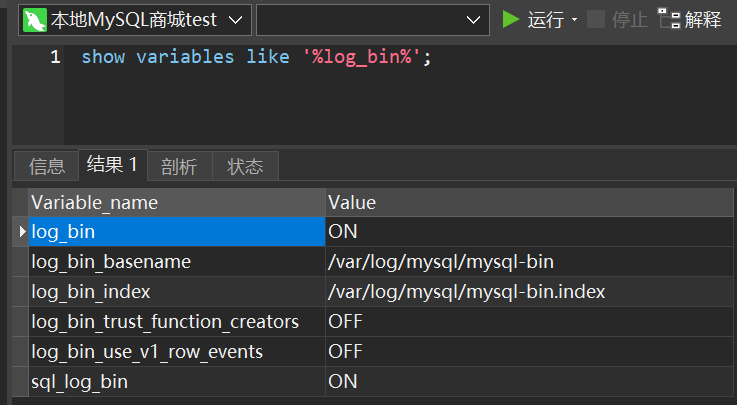 本地MySQL商城test 运行 停止 解释
1 show variables like '%log_bin%';
信息 结果 1 剖析 状态
Variable_name Value
log_bin ON
log_bin_basename /var/log/mysql/mysql-bin
log_bin_index /var/log/mysql/mysql-bin.index
log_bin_trust_function_creators OFF
log_bin_use_v1_row_events OFF
sql_log_bin ON